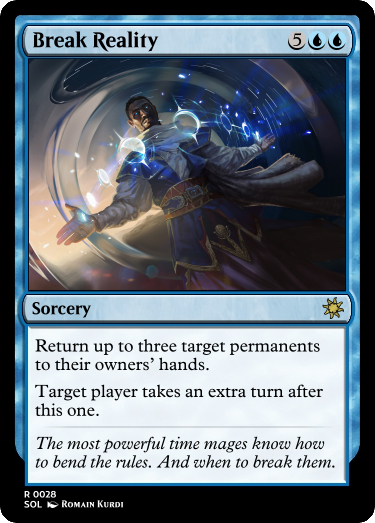 Break Reality 5
Sorcery
Return up to three target permanents
to their owners' hands.
Target player takes an extra turn after
this one.
The most powerful time mages know how
to bend the rules. And when to break them.
R 0028
SOL Romain Kurdi